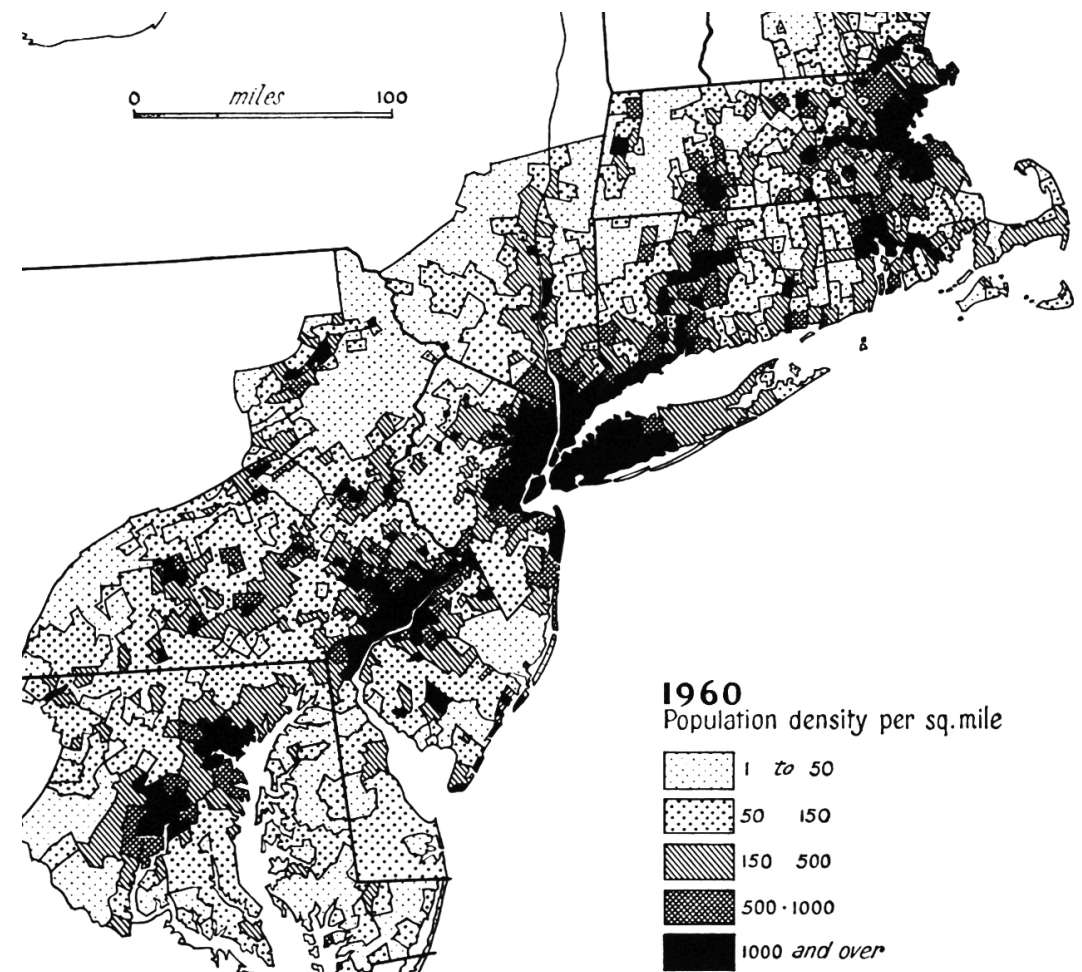 0 miles 100
1960
Population density per sq. mile
1 to 50
50 150
150 500
500·1000
1000 and over